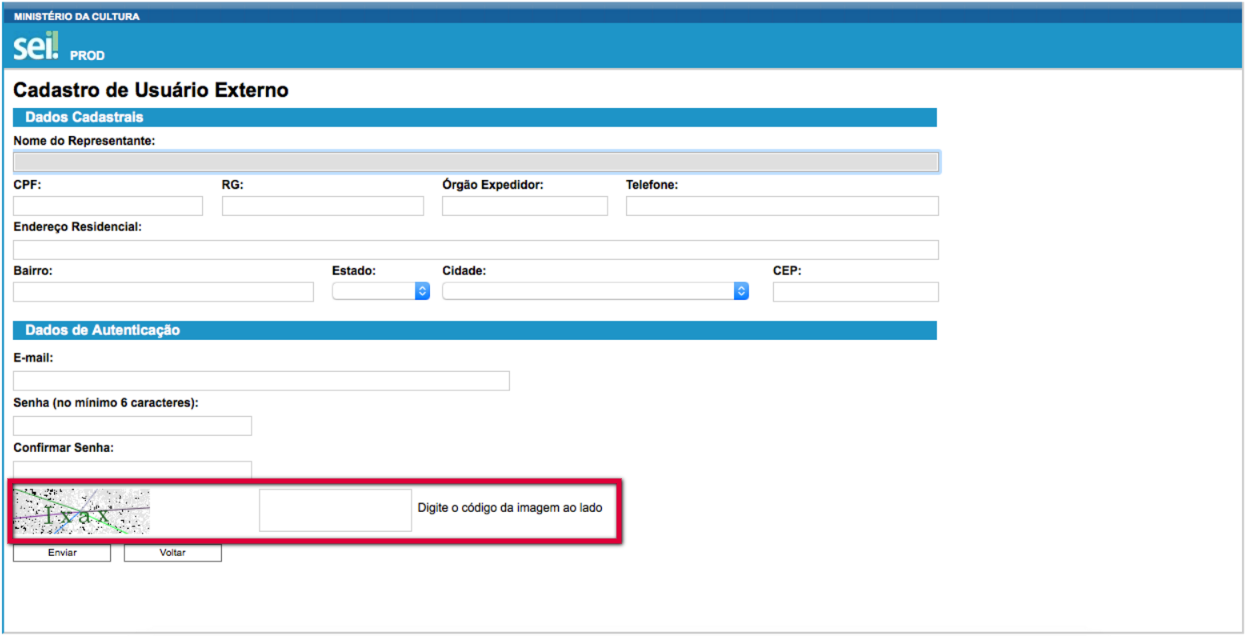 MINISTÉRIO DA CULTURA
sei! PROD
Cadastro de Usuário Externo
Dados Cadastrais
Nome do Representante:
CPF: RG: Órgão Expedidor: Telefone:
Endereço Residencial:
Bairro: Estado: Cidade: CEP:
Dados de Autenticação
E-mail:
Senha (no mínimo 6 caracteres):
Confirmar Senha:
Ixax Digite o código da imagem ao lado
Enviar Voltar